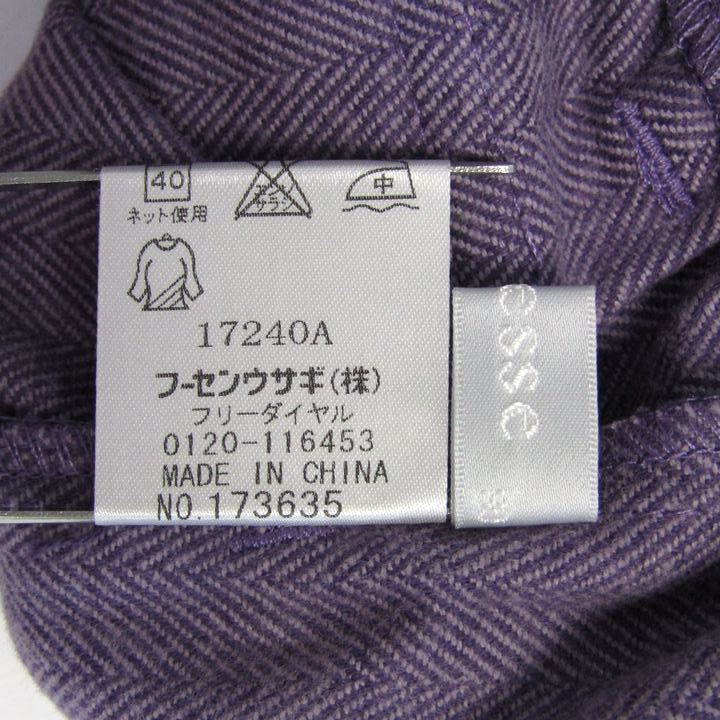 40
中
ネット使用
17240A
フーセンウサギ(株)
フリーダイヤル
0120-116453
MADE IN CHINA
NO.173635
esse